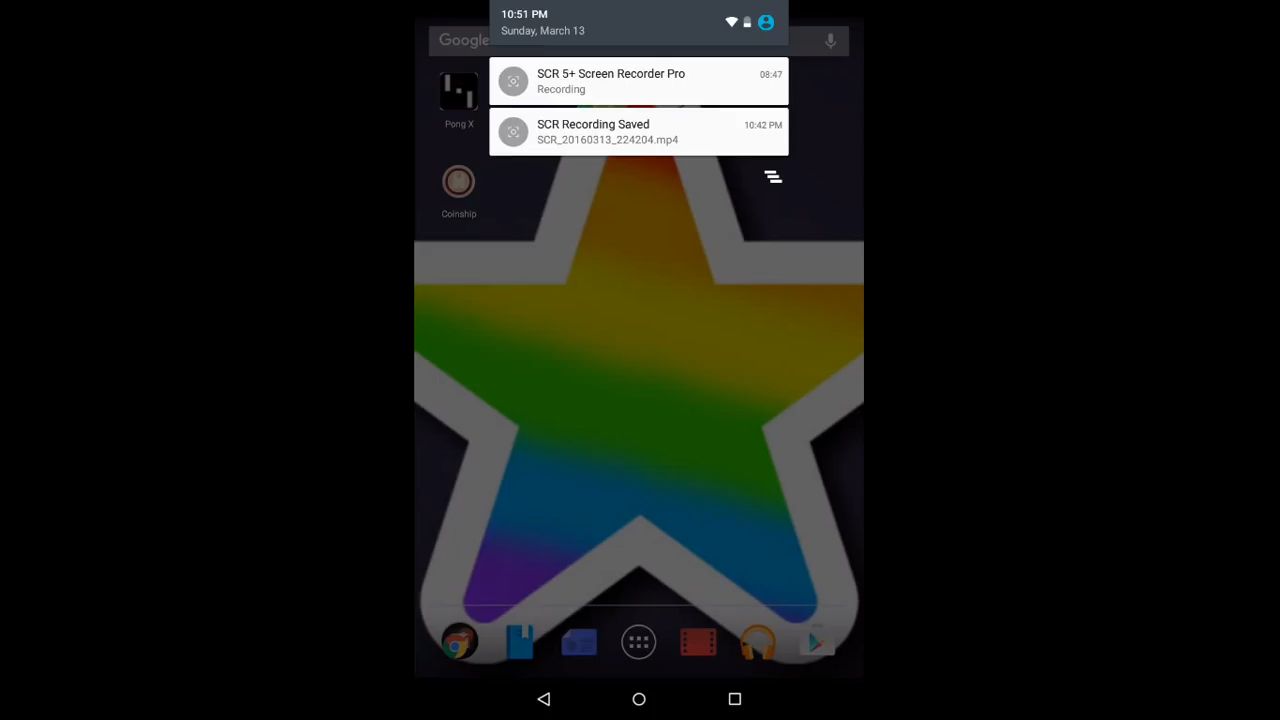 10:51 PM
Sunday, March 13
Google
SCR 5+ Screen Recorder Pro
08:47
Recording
SCR Recording Saved
10:42 PM
SCR_20160313_224204.mp4
Pong X
Coinship